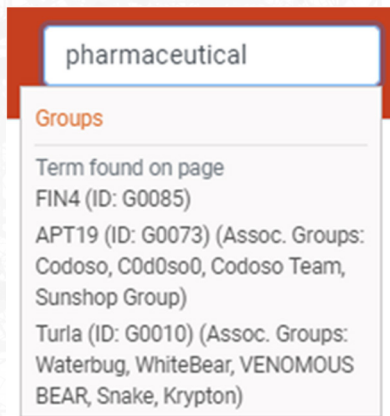 pharmaceutical
Groups
Term found on page
FIN4 (ID: G0085)
APT19 (ID: G0073) (Assoc. Groups:
Codoso, C0d0so0, Codoso Team,
Sunshop Group)
Turla (ID: G0010) (Assoc. Groups:
Waterbug, WhiteBear, VENOMOUS
BEAR, Snake, Krypton)